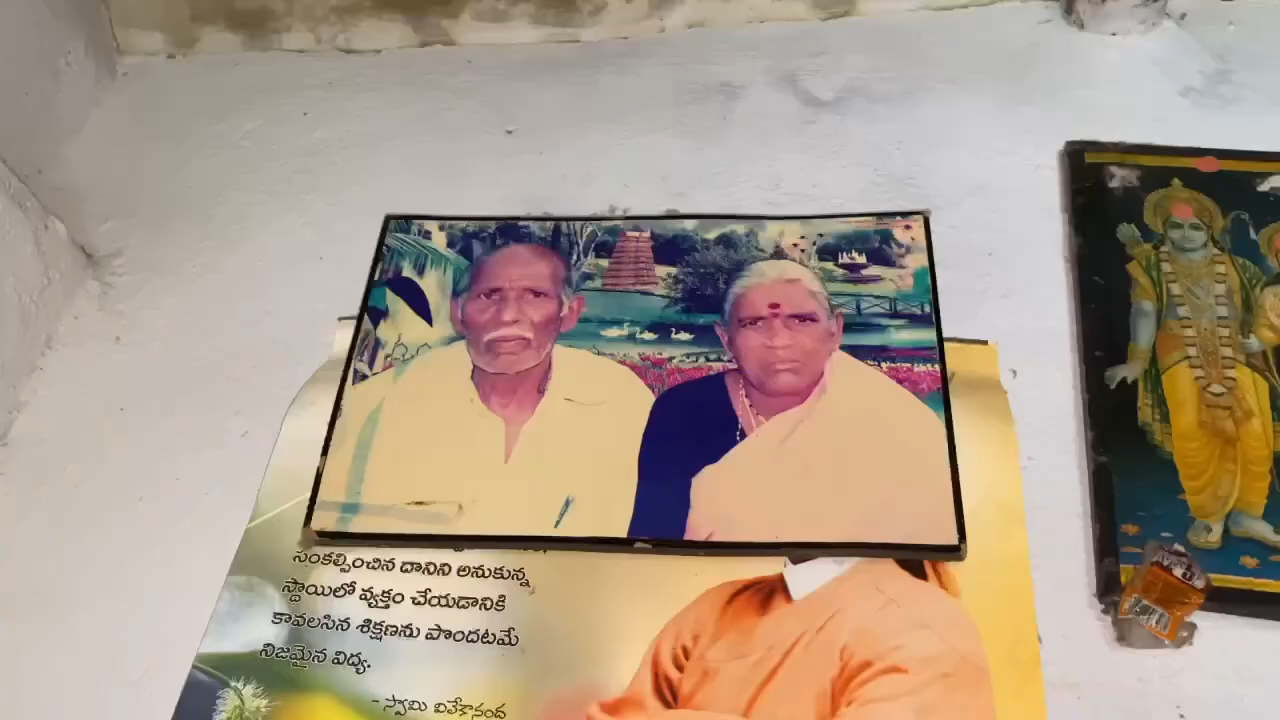 సంకల్పించిన దానిని అనుకున్న
స్థాయిలో వ్యక్తం చేయడానికి
కావలసిన శిక్షణను పొందటమే
నిజమైన విద్య.
- స్వామి వివేకానంద